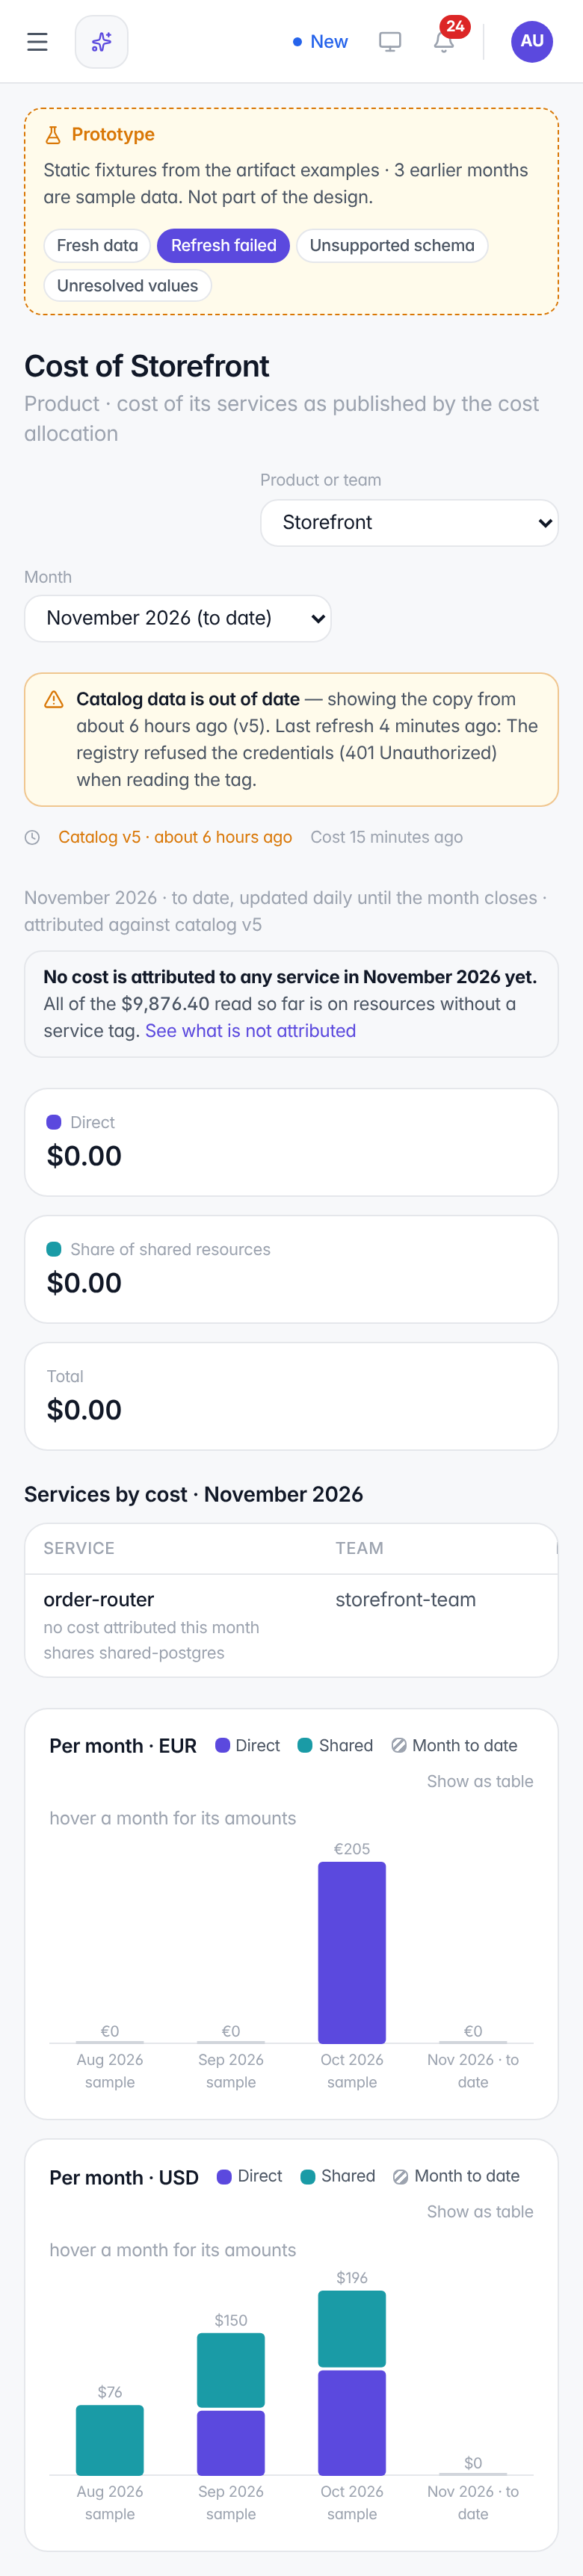 New
24
AU
Prototype
Static fixtures from the artifact examples · 3 earlier months
are sample data. Not part of the design.
Fresh data
Refresh failed
Unsupported schema
Unresolved values
Cost of Storefront
Product · cost of its services as published by the cost
allocation
Product or team
Storefront
Month
November 2026 (to date)
Catalog data is out of date — showing the copy from
about 6 hours ago (v5). Last refresh 4 minutes ago: The
registry refused the credentials (401 Unauthorized)
when reading the tag.
Catalog v5 · about 6 hours ago Cost 15 minutes ago
November 2026 · to date, updated daily until the month closes ·
attributed against catalog v5
No cost is attributed to any service in November 2026 yet.
All of the $9,876.40 read so far is on resources without a
service tag. See what is not attributed
Direct
$0.00
Share of shared resources
$0.00
Total
$0.00
Services by cost · November 2026
SERVICE TEAM
order-router storefront-team
no cost attributed this month
shares shared-postgres
Per month · EUR Direct Shared Month to date
Show as table
hover a month for its amounts
€205
€0 €0 €0
Aug 2026 Sep 2026 Oct 2026 Nov 2026 · to
sample sample sample date
Per month · USD Direct Shared Month to date
Show as table
hover a month for its amounts
$196
$150
$76
$0
Aug 2026 Sep 2026 Oct 2026 Nov 2026 · to
sample sample sample date